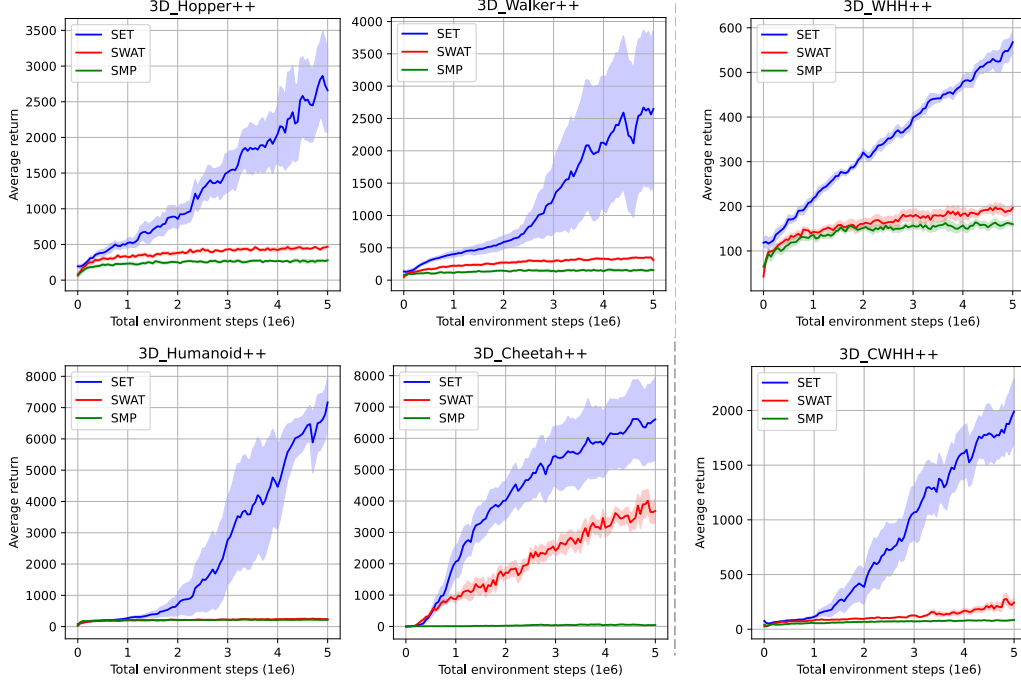 3D_Hopper++
3500
3000
2500
2000
1500
1000
500
0
Average return
SET
SWAT
SMP
0 1 2 3 4 5
Total environment steps (1e6)
3D_Walker++
4000
3500
3000
2500
2000
1500
1000
500
0
SET
SWAT
SMP
0 1 2 3 4 5
Total environment steps (1e6)
3D_WHH++
600
500
400
300
200
100
Average return
SET
SWAT
SMP
0 1 2 3 4 5
Total environment steps (1e6)
3D_Humanoid++
8000
7000
6000
5000
4000
3000
2000
1000
0
Average return
SET
SWAT
SMP
0 1 2 3 4 5
Total environment steps (1e6)
3D_Cheetah++
8000
7000
6000
5000
4000
3000
2000
1000
0
SET
SWAT
SMP
0 1 2 3 4 5
Total environment steps (1e6)
3D_CWHH++
2000
1500
1000
500
0
Average return
SET
SWAT
SMP
0 1 2 3 4 5
Total environment steps (1e6)